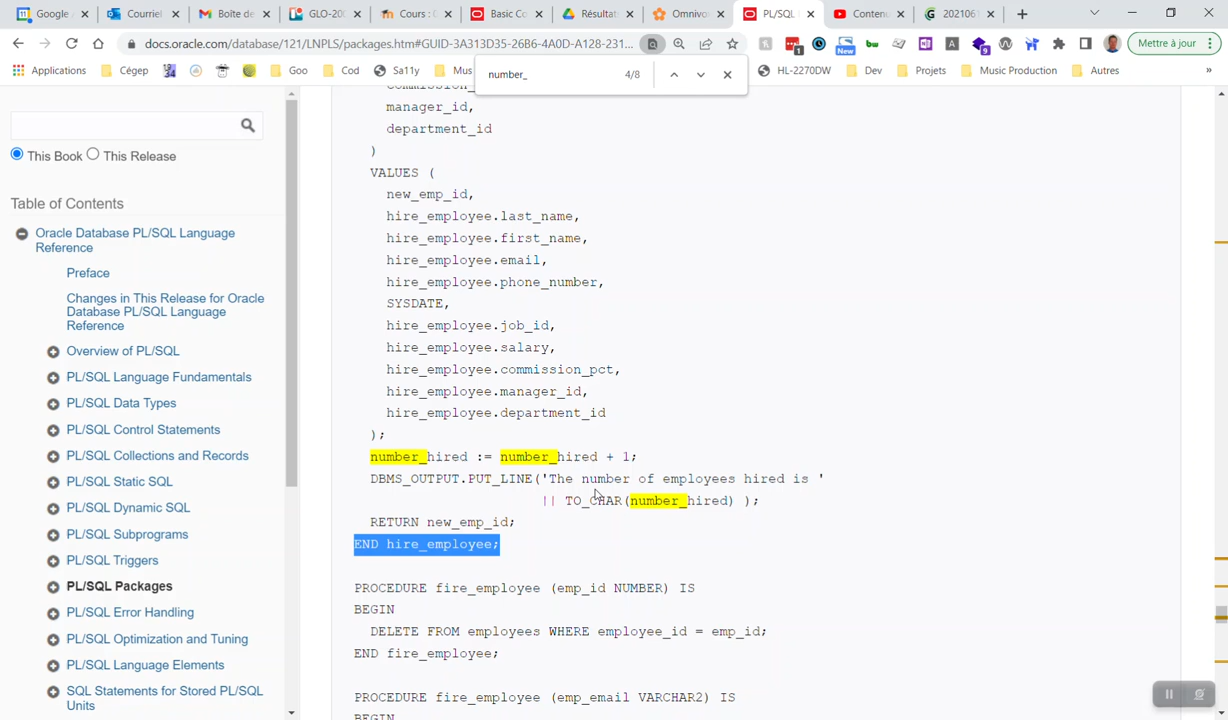 Google A
Courriel
Boîte de
GLO-20
Cours : 0
Basic Co
Résultat
Omnivo
PL/SQL
Contenu
2021061
docs.oracle.com/database/121/LNPLS/packages.htm#GUID-3A313D35-26B6-4A0D-A128-231...
New
Mettre à jour
Applications
Cégep
Goo
Cod
Sa11y
Mus
HL-2270DW
Dev
Projets
Music Production
Autres
»
number_
4/8
This Book
This Release
Table of Contents
Oracle Database PL/SQL Language
Reference
Preface
Changes in This Release for Oracle
Database PL/SQL Language
Reference
Overview of PL/SQL
PL/SQL Language Fundamentals
PL/SQL Data Types
PL/SQL Control Statements
PL/SQL Collections and Records
PL/SQL Static SQL
PL/SQL Dynamic SQL
PL/SQL Subprograms
PL/SQL Triggers
PL/SQL Packages
PL/SQL Error Handling
PL/SQL Optimization and Tuning
PL/SQL Language Elements
SQL Statements for Stored PL/SQL
Units
manager_id,
department_id
)
VALUES (
new_emp_id,
hire_employee.last_name,
hire_employee.first_name,
hire_employee.email,
hire_employee.phone_number,
SYSDATE,
hire_employee.job_id,
hire_employee.salary,
hire_employee.commission_pct,
hire_employee.manager_id,
hire_employee.department_id
);
number_hired := number_hired + 1;
DBMS_OUTPUT.PUT_LINE('The number of employees hired is '
|| TO_CHAR(number_hired) );
RETURN new_emp_id;
END hire_employee;
PROCEDURE fire_employee (emp_id NUMBER) IS
BEGIN
DELETE FROM employees WHERE employee_id = emp_id;
END fire_employee;
PROCEDURE fire_employee (emp_email VARCHAR2) IS
BEGIN